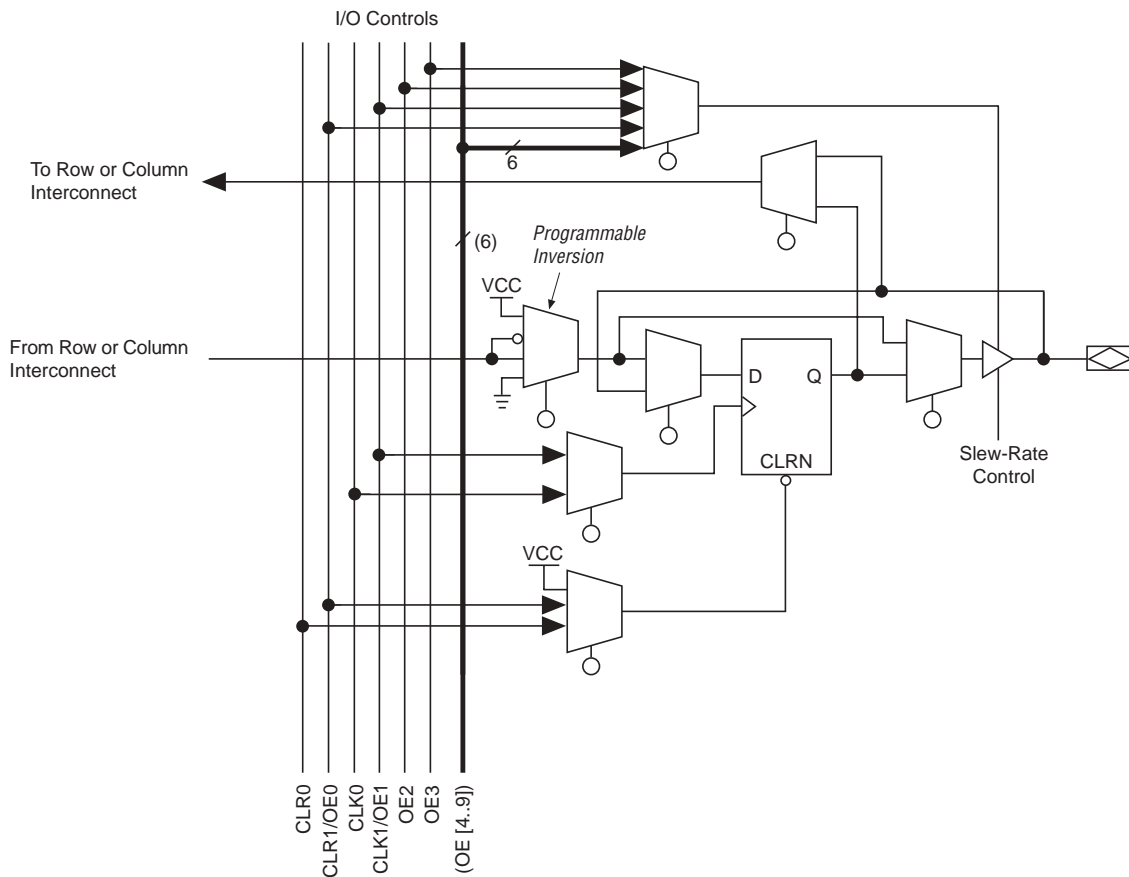 I/O Controls
6
To Row or Column
Interconnect
(6)
Programmable
Inversion
VCC
From Row or Column
Interconnect
D
Q
CLRN
Slew-Rate
Control
VCC
CLR0
CLR1/OE0
CLK0
CLK1/OE1
OE2
OE3
(OE [4..9])